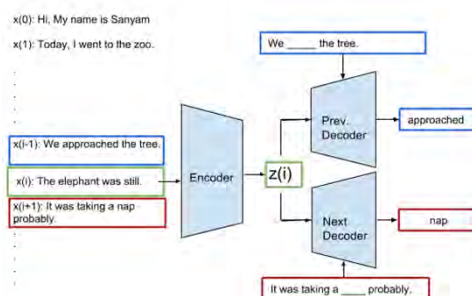 x(0): Hi, My name is Sanyam
x(1): Today, I went to the zoo.
x(i-1): We approached the tree.
x(i): The elephant was still.
x(i+1): It was taking a nap
probably.
Encoder
z(i)
We _____ the tree.
Prev.
Decoder
approached
Next
Decoder
nap
It was taking a ____ probably.